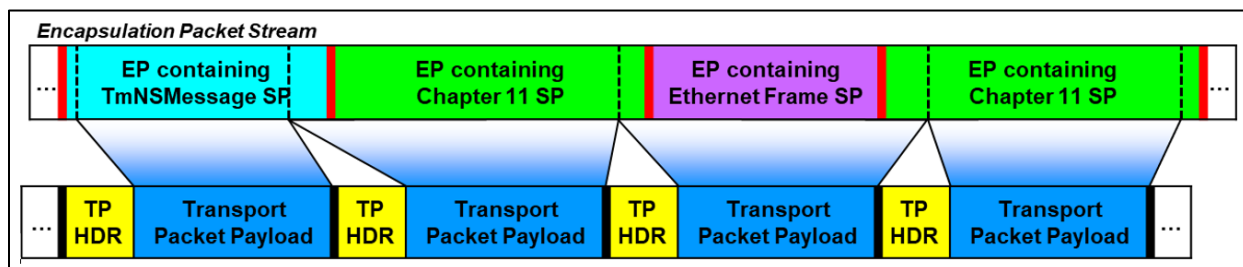 Encapsulation Packet Stream
...
EP containing
TmNSMessage SP
EP containing
Chapter 11 SP
EP containing
Ethernet Frame SP
EP containing
Chapter 11 SP
...
...
TP
HDR
Transport
Packet Payload
TP
HDR
Transport
Packet Payload
TP
HDR
Transport
Packet Payload
TP
HDR
Transport
Packet Payload
...